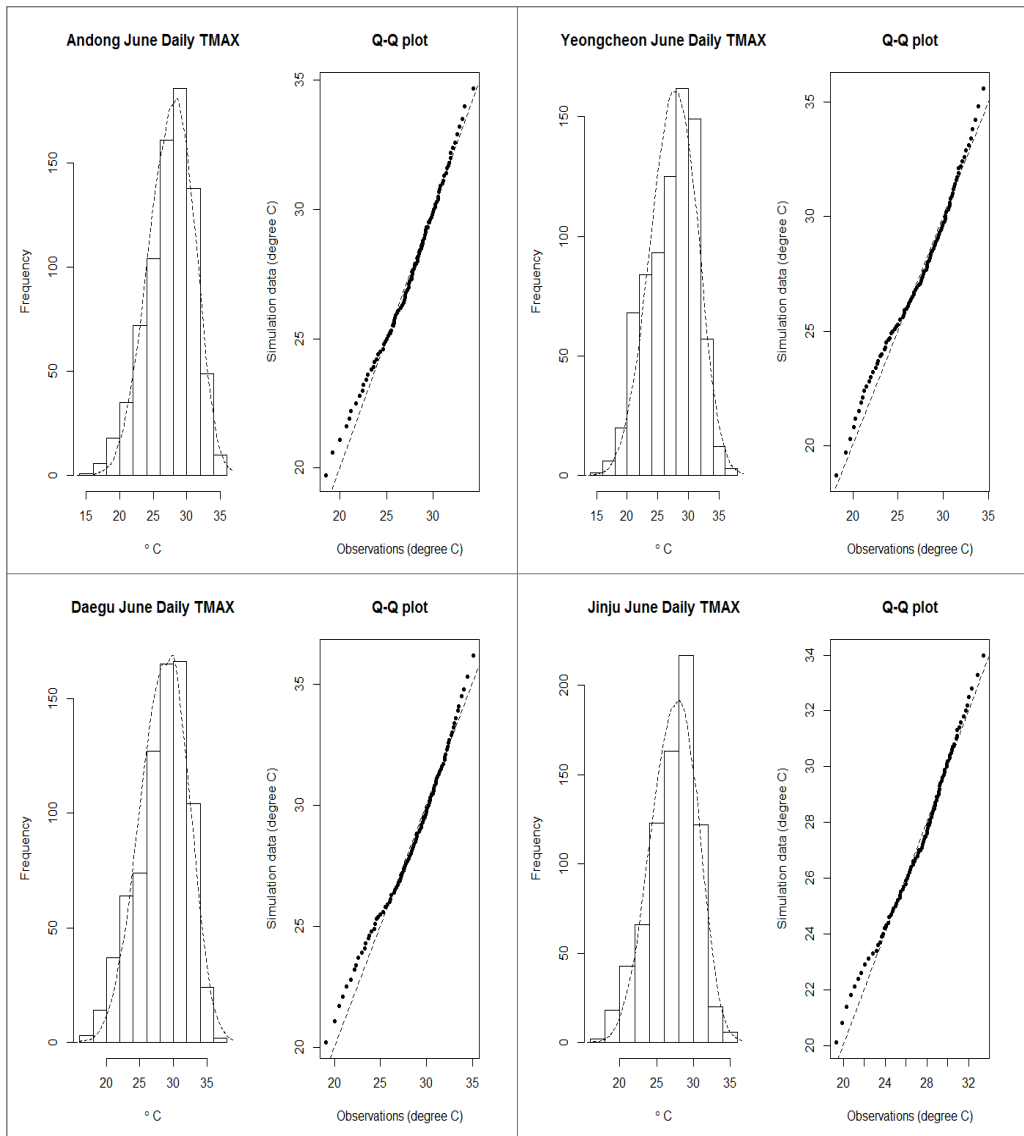 Andong June Daily TMAX
Frequency
0 50 100 150
15 20 25 30 35
º C
Q-Q plot
Simulation data (degree C)
20 25 30 35
20 25 30
Observations (degree C)
Yeongcheon June Daily TMAX
Frequency
0 50 100 150
15 20 25 30 35
º C
Q-Q plot
Simulation data (degree C)
20 25 30 35
20 25 30 35
Observations (degree C)
Daegu June Daily TMAX
Frequency
0 50 100 150
20 25 30 35
º C
Q-Q plot
Simulation data (degree C)
20 25 30 35
20 25 30 35
Observations (degree C)
Jinju June Daily TMAX
Frequency
0 50 100 150 200
20 25 30 35
º C
Q-Q plot
Simulation data (degree C)
20 22 24 26 28 30 32 34
20 24 28 32
Observations (degree C)